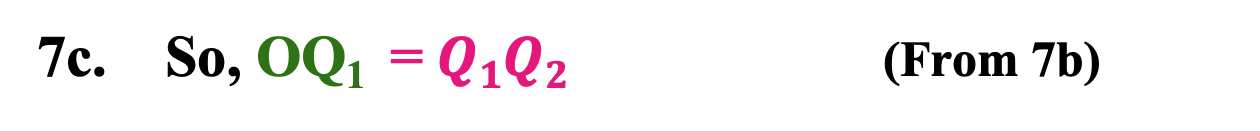 7c. So, OQ₁ = Q₁Q₂ (From 7b)